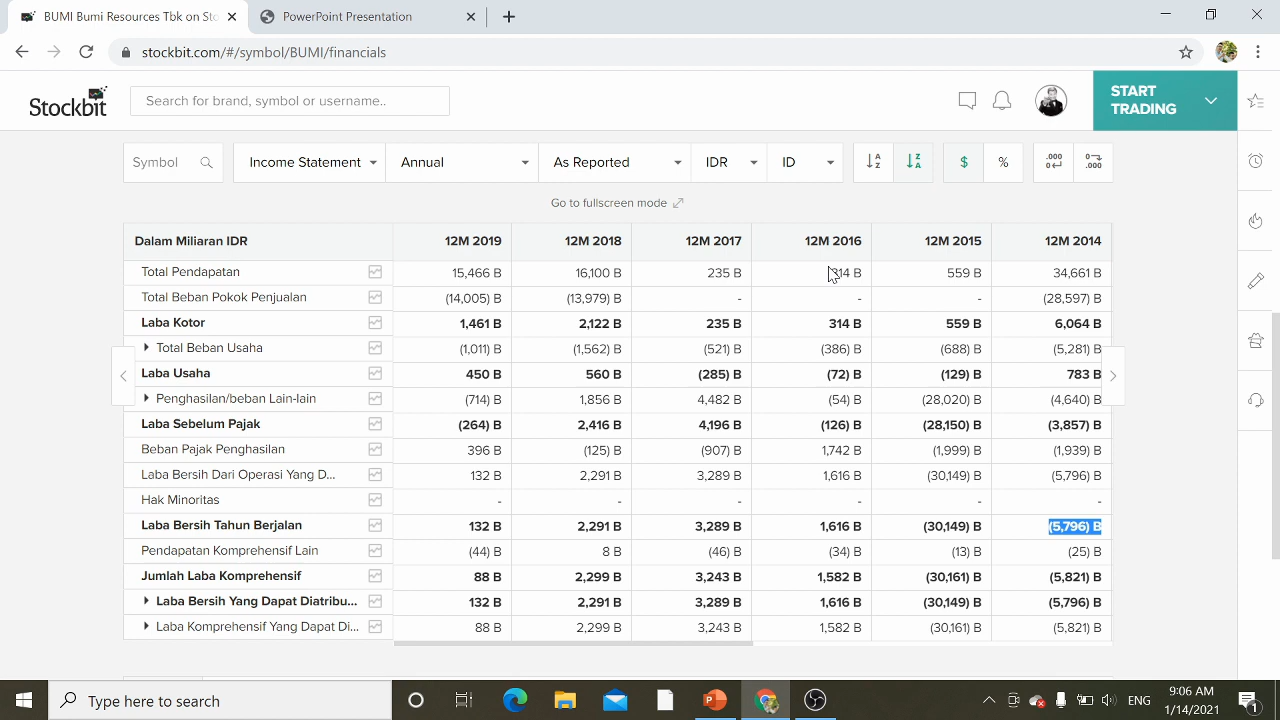 BUMI Bumi Resources Tbk on Sto
PowerPoint Presentation
stockbit.com/#/symbol/BUMI/financials
Stockbit
Search for brand, symbol or username..
START TRADING
Symbol Income Statement Annual As Reported IDR ID A Z Z A $ % .000 0 0 .000
Go to fullscreen mode
Dalam Miliaran IDR 12M 2019 12M 2018 12M 2017 12M 2016 12M 2015 12M 2014
Total Pendapatan 15,466 B 16,100 B 235 B 314 B 559 B 34,661 B
Total Beban Pokok Penjualan (14,005) B (13,979) B - - - (28,597) B
Laba Kotor 1,461 B 2,122 B 235 B 314 B 559 B 6,064 B
Total Beban Usaha (1,011) B (1,562) B (521) B (386) B (688) B (5,281) B
Laba Usaha 450 B 560 B (285) B (72) B (129) B 783 B
Penghasilan/beban Lain-lain (714) B 1,856 B 4,482 B (54) B (28,020) B (4,640) B
Laba Sebelum Pajak (264) B 2,416 B 4,196 B (126) B (28,150) B (3,857) B
Beban Pajak Penghasilan 396 B (125) B (907) B 1,742 B (1,999) B (1,939) B
Laba Bersih Dari Operasi Yang D... 132 B 2,291 B 3,289 B 1,616 B (30,149) B (5,796) B
Hak Minoritas - - - - - -
Laba Bersih Tahun Berjalan 132 B 2,291 B 3,289 B 1,616 B (30,149) B (5,796) B
Pendapatan Komprehensif Lain (44) B 8 B (46) B (34) B (13) B (25) B
Jumlah Laba Komprehensif 88 B 2,299 B 3,243 B 1,582 B (30,161) B (5,821) B
Laba Bersih Yang Dapat Diatribu... 132 B 2,291 B 3,289 B 1,616 B (30,149) B (5,796) B
Laba Komprehensif Yang Dapat Di... 88 B 2,299 B 3,243 B 1,582 B (30,161) B (5,821) B
Type here to search
ENG
9:06 AM
1/14/2021